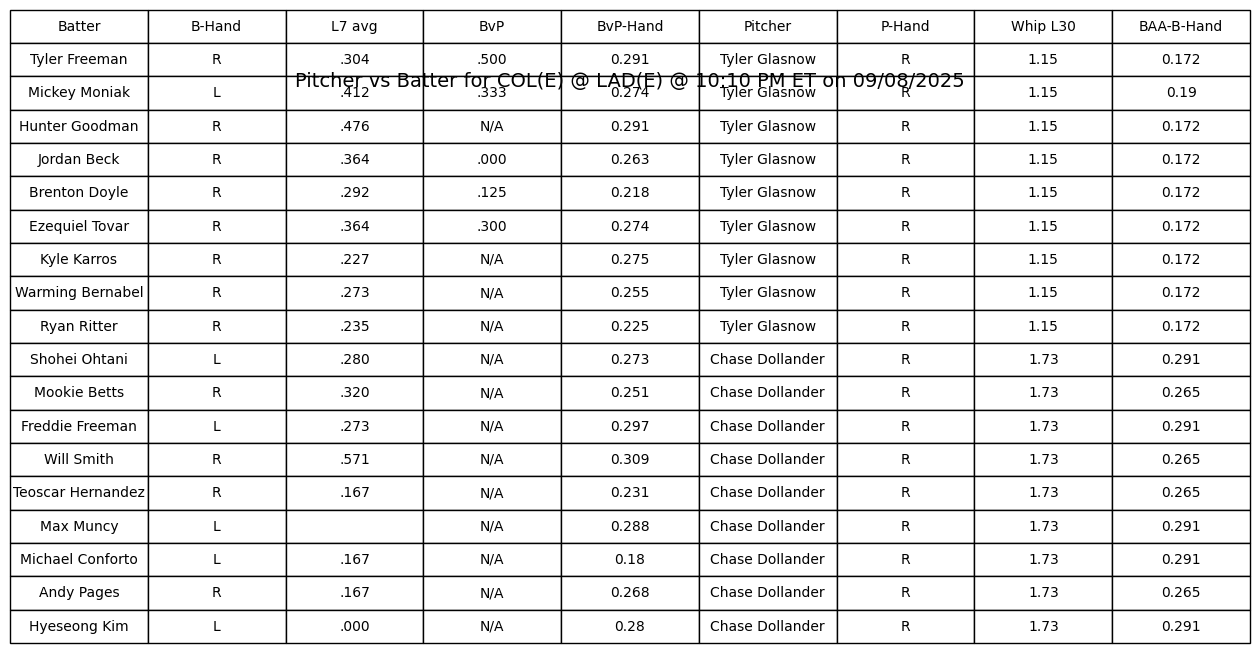 Batter B-Hand L7 avg BvP BvP-Hand Pitcher P-Hand Whip L30 BAA-B-Hand
Tyler Freeman R .304 .500 0.291 Tyler Glasnow R 1.15 0.172
Pitcher vs Batter for COL(E) @ LAD(E) @ 10:10 PM ET on 09/08/2025
Mickey Moniak L .412 .333 0.274 Tyler Glasnow R 1.15 0.19
Hunter Goodman R .476 N/A 0.291 Tyler Glasnow R 1.15 0.172
Jordan Beck R .364 .000 0.263 Tyler Glasnow R 1.15 0.172
Brenton Doyle R .292 .125 0.218 Tyler Glasnow R 1.15 0.172
Ezequiel Tovar R .364 .300 0.274 Tyler Glasnow R 1.15 0.172
Kyle Karros R .227 N/A 0.275 Tyler Glasnow R 1.15 0.172
Warming Bernabel R .273 N/A 0.255 Tyler Glasnow R 1.15 0.172
Ryan Ritter R .235 N/A 0.225 Tyler Glasnow R 1.15 0.172
Shohei Ohtani L .280 N/A 0.273 Chase Dollander R 1.73 0.291
Mookie Betts R .320 N/A 0.251 Chase Dollander R 1.73 0.265
Freddie Freeman L .273 N/A 0.297 Chase Dollander R 1.73 0.291
Will Smith R .571 N/A 0.309 Chase Dollander R 1.73 0.265
Teoscar Hernandez R .167 N/A 0.231 Chase Dollander R 1.73 0.265
Max Muncy L N/A 0.288 Chase Dollander R 1.73 0.291
Michael Conforto L .167 N/A 0.18 Chase Dollander R 1.73 0.291
Andy Pages R .167 N/A 0.268 Chase Dollander R 1.73 0.265
Hyeseong Kim L .000 N/A 0.28 Chase Dollander R 1.73 0.291